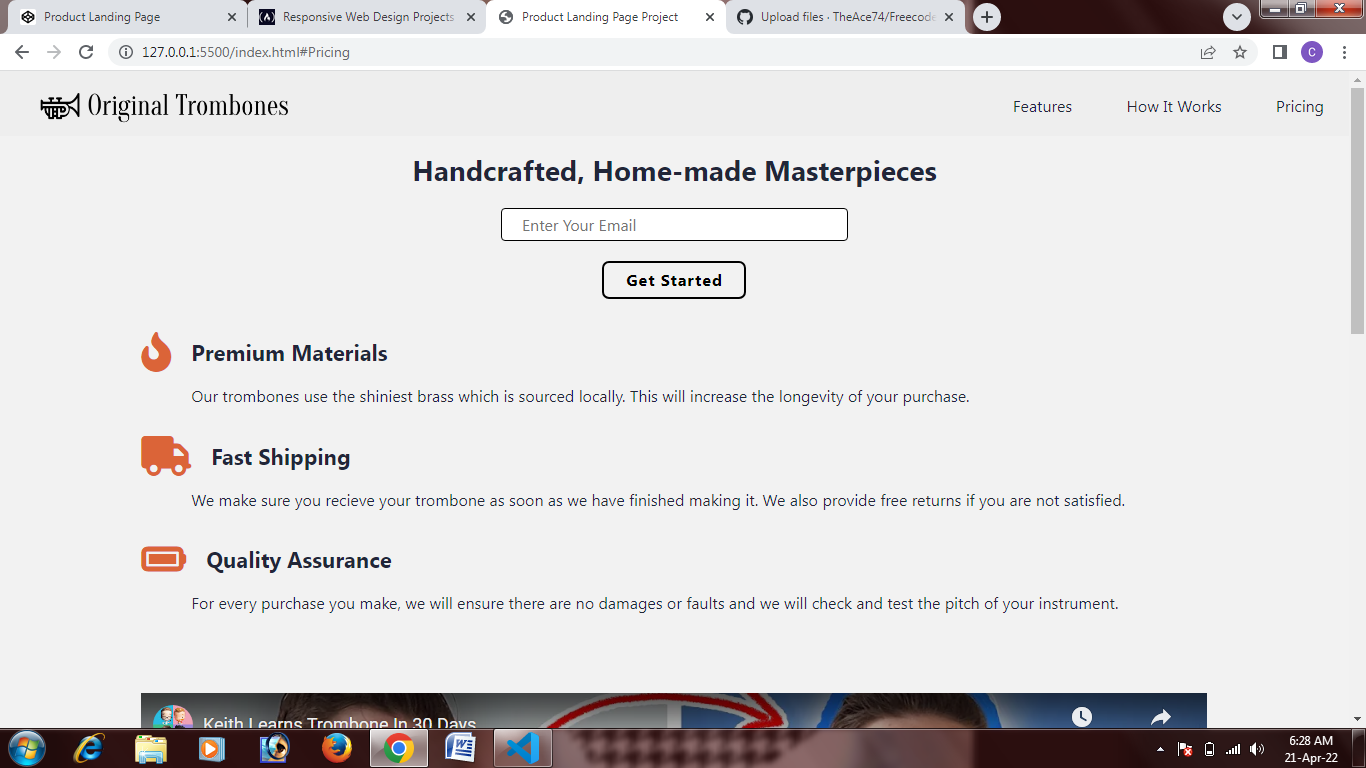 Product Landing Page
Responsive Web Design Projects
Product Landing Page Project
Upload files · TheAce74/Freecode
127.0.0.1:5500/index.html#Pricing
C
Original Trombones
Features
How It Works
Pricing
Handcrafted, Home-made Masterpieces
Enter Your Email
Get Started
Premium Materials
Our trombones use the shiniest brass which is sourced locally. This will increase the longevity of your purchase.
Fast Shipping
We make sure you recieve your trombone as soon as we have finished making it. We also provide free returns if you are not satisfied.
Quality Assurance
For every purchase you make, we will ensure there are no damages or faults and we will check and test the pitch of your instrument.
Keith Learns Trombone In 30 Days
6:28 AM
21-Apr-22